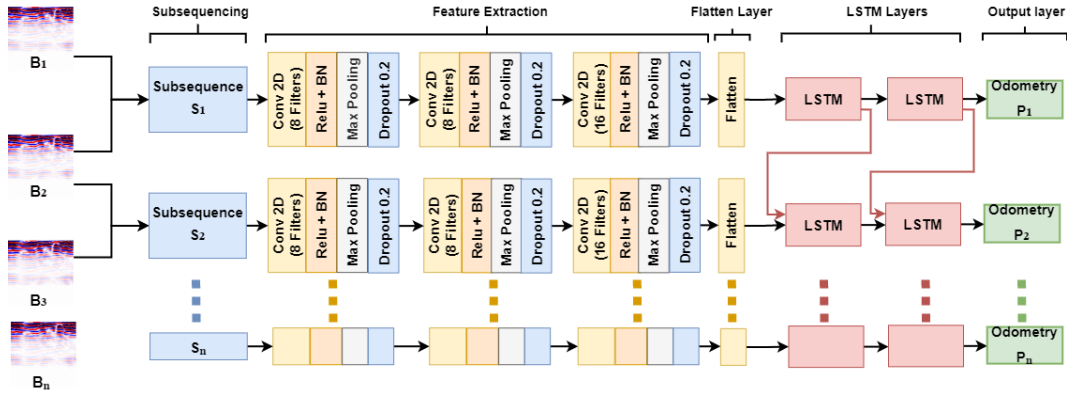 Subsequencing
Feature Extraction
Flatten Layer
LSTM Layers
Output layer
B1
Subsequence
S1
Conv 2D
(8 Filters)
Relu + BN
Max Pooling
Dropout 0.2
Conv 2D
(8 Filters)
Relu + BN
Max Pooling
Dropout 0.2
Conv 2D
(16 Filters)
Relu + BN
Max Pooling
Dropout 0.2
Flatten
LSTM
LSTM
Odometry
P1
B2
Subsequence
S2
Conv 2D
(8 Filters)
Relu + BN
Max Pooling
Dropout 0.2
Conv 2D
(8 Filters)
Relu + BN
Max Pooling
Dropout 0.2
Conv 2D
(16 Filters)
Relu + BN
Max Pooling
Dropout 0.2
Flatten
LSTM
LSTM
Odometry
P2
B3
Sn
Odometry
Pn
Bn